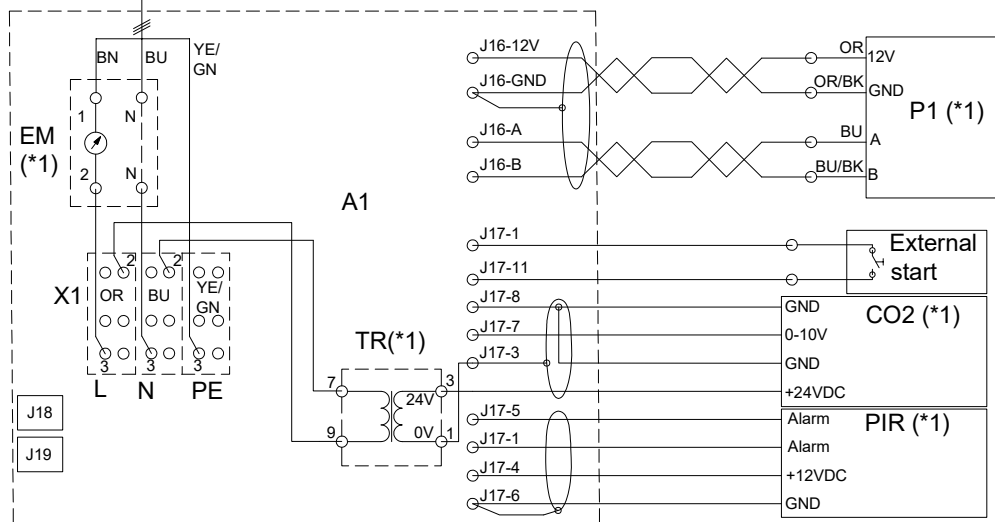 BN
BU
YE/
GN
1
N
EM
(*1)
2
N
A1
X1
2
2
OR
BU
YE/
GN
3
3
3
L
N
PE
J18
J19
TR(*1)
7
3
24V
9
0V
1
J16-12V
OR
12V
J16-GND
OR/BK
GND
P1 (*1)
J16-A
BU
A
J16-B
BU/BK
B
J17-1
External
start
J17-11
J17-8
GND
CO2 (*1)
J17-7
0-10V
J17-3
GND
+24VDC
J17-5
Alarm
PIR (*1)
J17-1
Alarm
J17-4
+12VDC
J17-6
GND